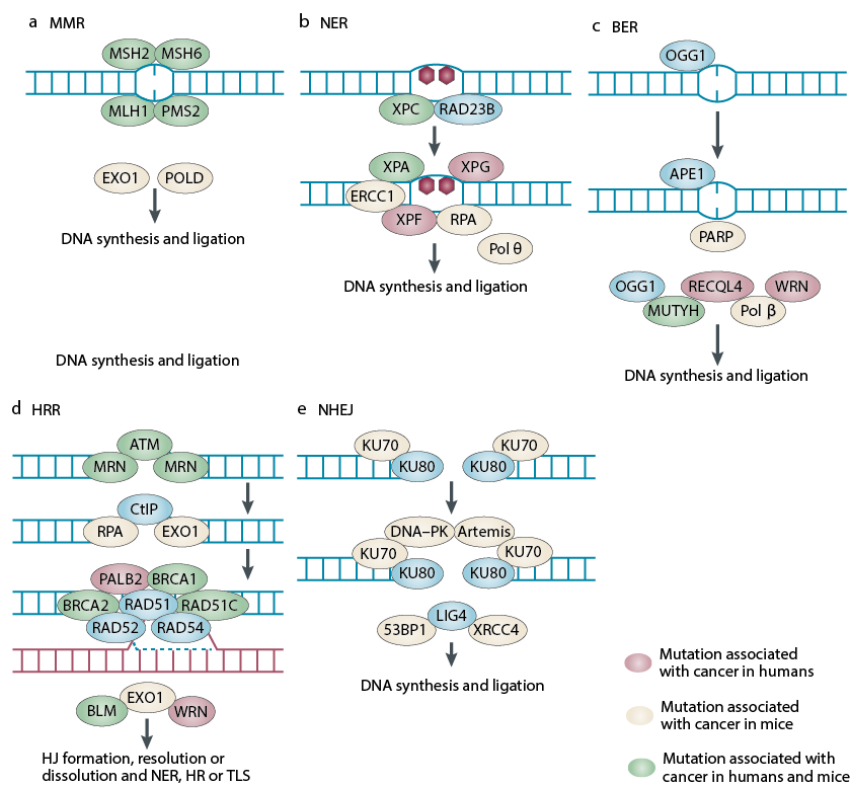 a MMR
MSH2 MSH6
MLH1 PMS2
EXO1 POLD
DNA synthesis and ligation
DNA synthesis and ligation
b NER
XPC RAD23B
XPA XPG
ERCC1
XPF RPA
Pol θ
DNA synthesis and ligation
c BER
OGG1
APE1
PARP
OGG1 RECQL4 WRN
MUTYH Pol β
DNA synthesis and ligation
d HRR
ATM
MRN MRN
CtIP
RPA EXO1
PALB2 BRCA1
BRCA2 RAD51 RAD51C
RAD52 RAD54
EXO1
BLM WRN
HJ formation, resolution or
dissolution and NER, HR or TLS
e NHEJ
KU70 KU70
KU80 KU80
DNA–PK Artemis
KU70 KU70
KU80 KU80
LIG4
53BP1 XRCC4
DNA synthesis and ligation
Mutation associated
with cancer in humans
Mutation associated
with cancer in mice
Mutation associated with
cancer in humans and mice